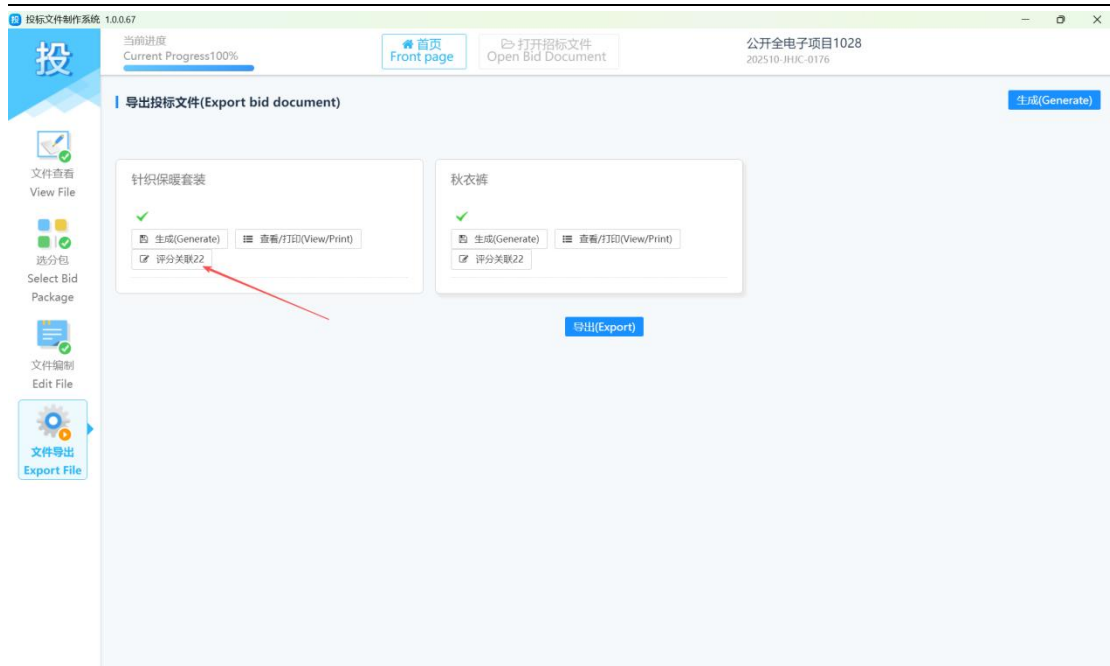 投 投标文件制作系统 1.0.0.67
投
当前进度
Current Progress100%
首页
Front page
打开招标文件
Open Bid Document
公开全电子项目1028
202510-JHJC-0176
导出投标文件(Export bid document)
生成(Generate)
文件查看
View File
选分包
Select Bid
Package
文件编制
Edit File
文件导出
Export File
针织保暖套装
生成(Generate)
查看/打印(View/Print)
评分关联22
秋衣裤
生成(Generate)
查看/打印(View/Print)
评分关联22
导出(Export)